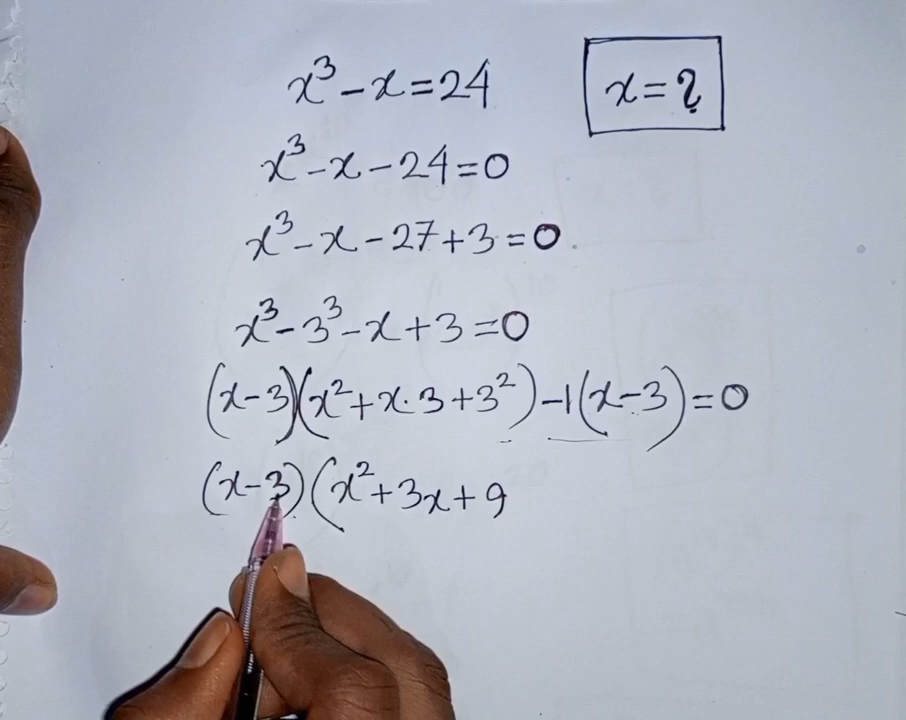 x³ - x = 24
x = ?
x³ - x - 24 = 0
x³ - x - 27 + 3 = 0
x³ - 3³ - x + 3 = 0
(x - 3)(x² + x · 3 + 3²) - 1(x - 3) = 0
(x - 3)(x² + 3x + 9